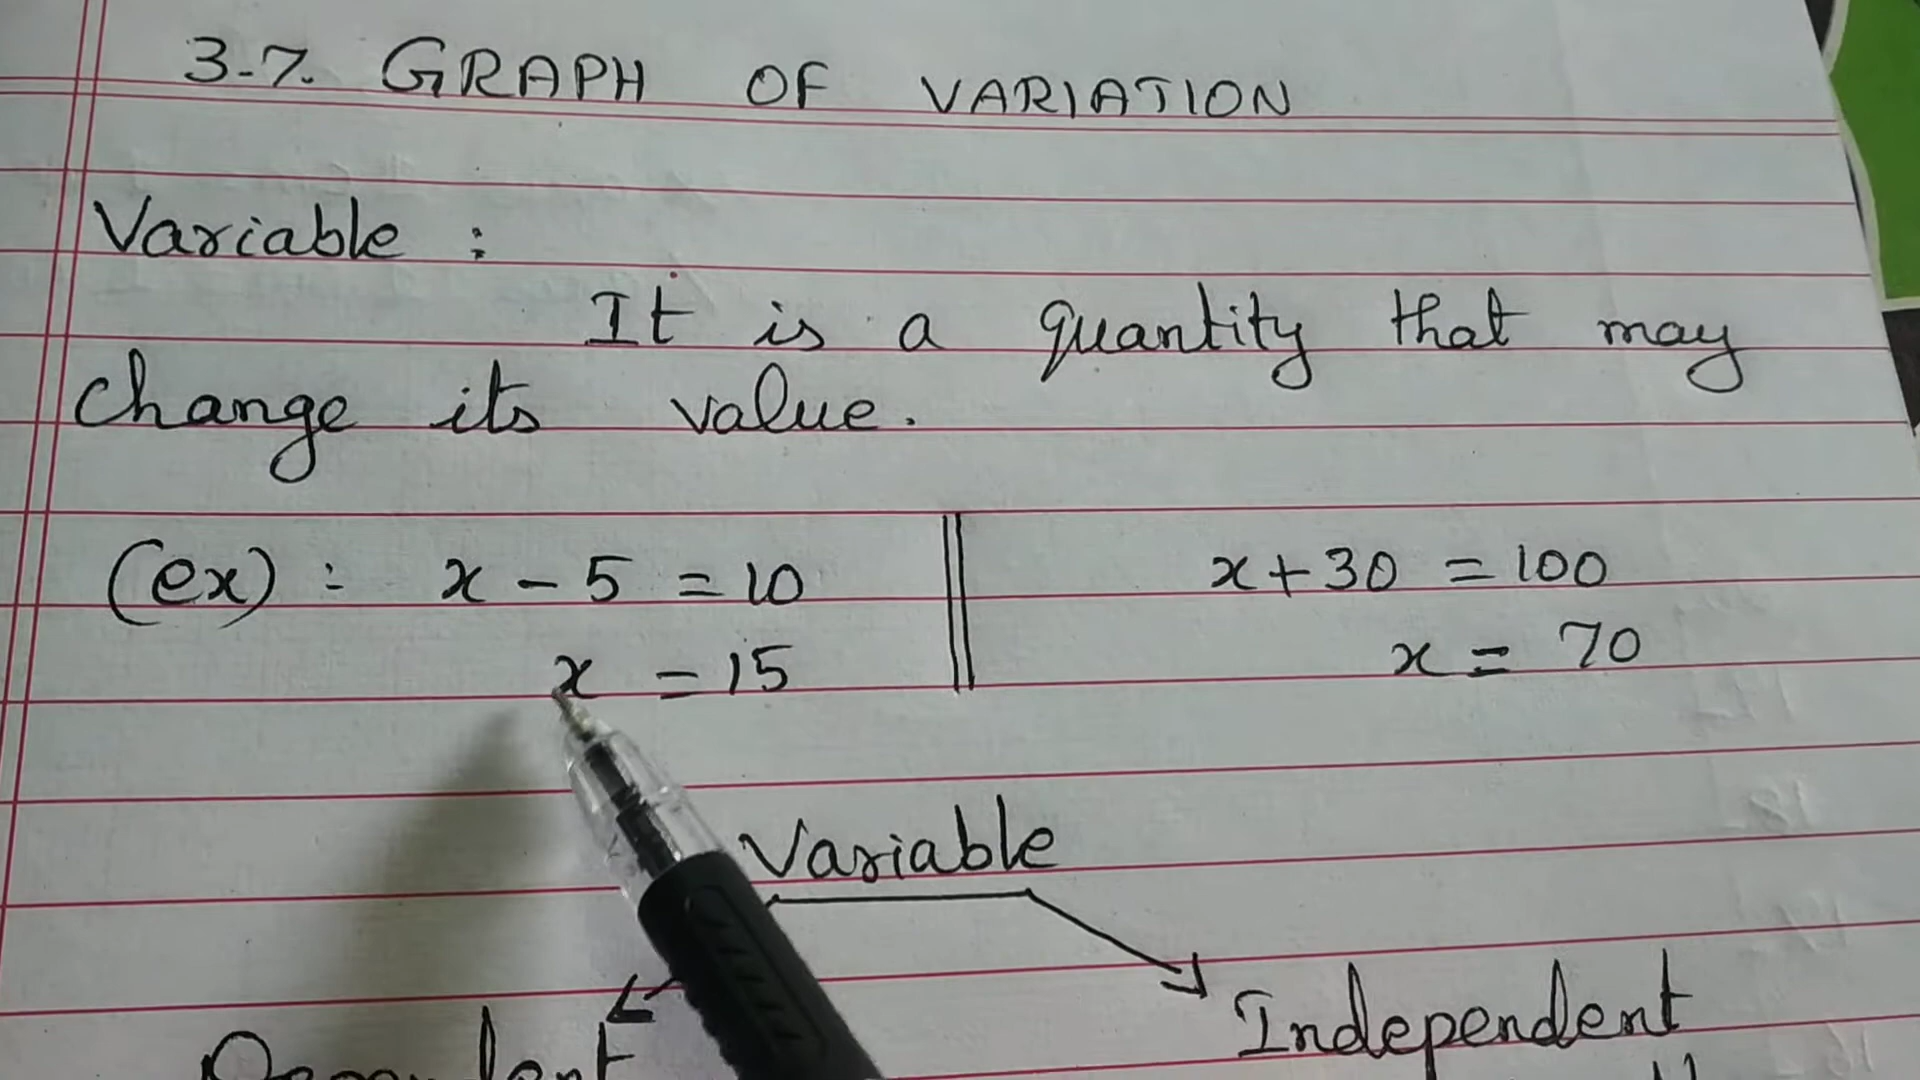 3.7. GRAPH OF VARIATION
Variable :
It is a quantity that may
change its value.
(ex) : x - 5 = 10
x = 15
x + 30 = 100
x = 70
Variable
Dependent
Independent